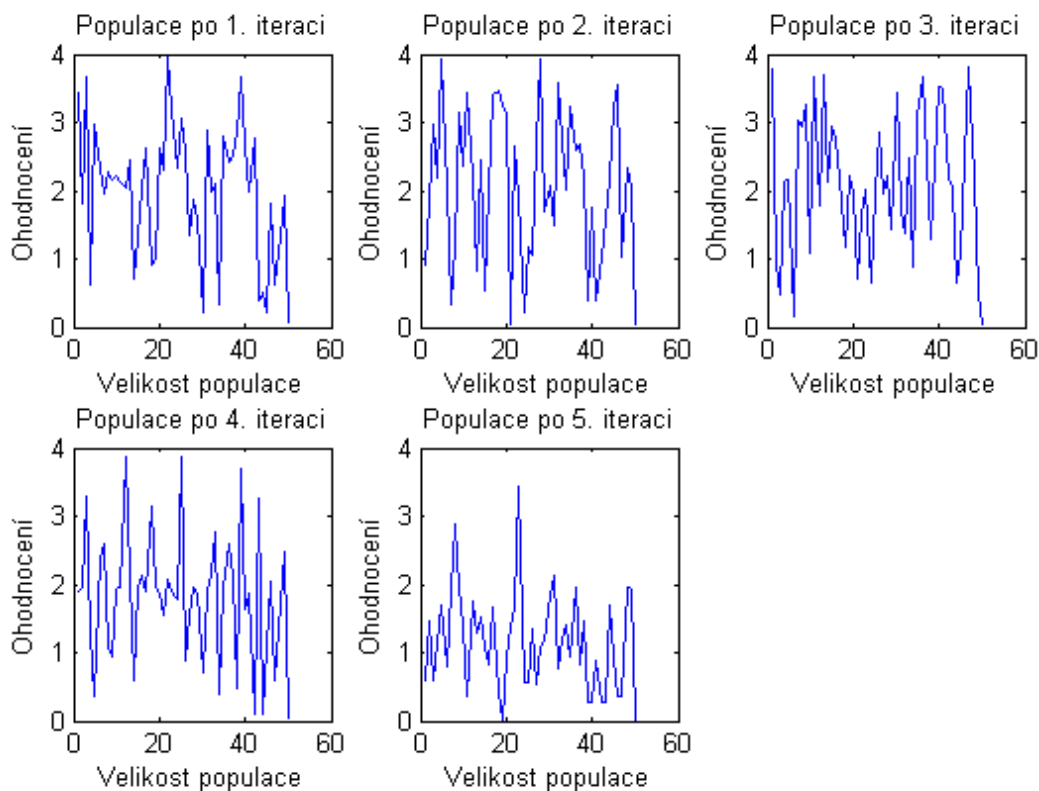 Populace po 1. iteraci
Populace po 2. iteraci
Populace po 3. iteraci
4
3
2
1
0
Ohodnocení
4
3
2
1
0
Ohodnocení
4
3
2
1
0
Ohodnocení
0 20 40 60
0 20 40 60
0 20 40 60
Velikost populace
Velikost populace
Velikost populace
Populace po 4. iteraci
Populace po 5. iteraci
4
3
2
1
0
Ohodnocení
4
3
2
1
0
Ohodnocení
0 20 40 60
0 20 40 60
Velikost populace
Velikost populace